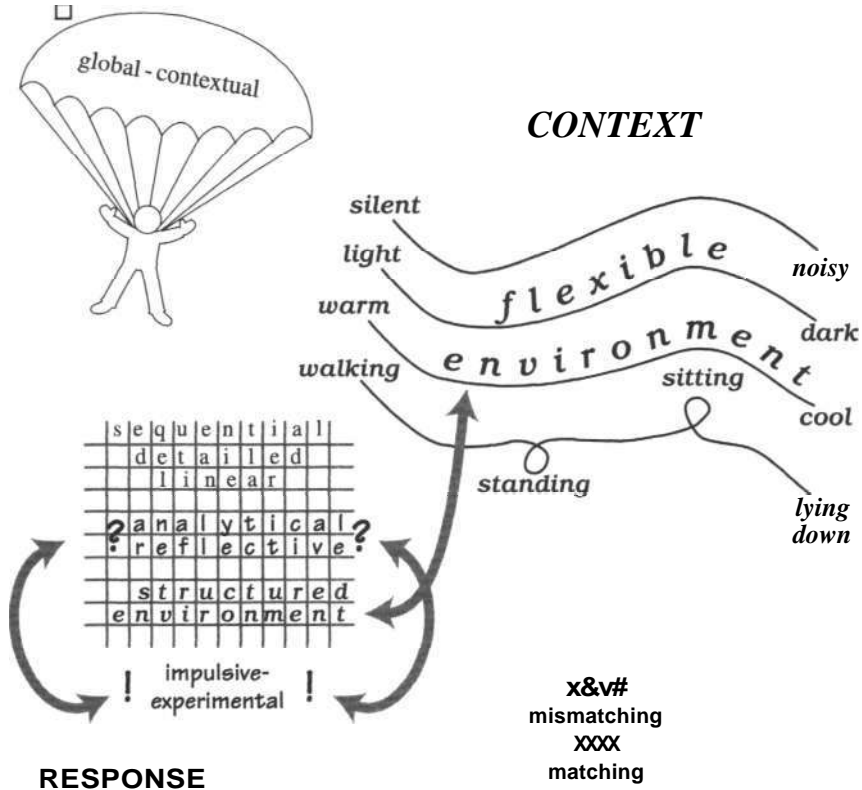 global-contextual
CONTEXT
silent
noisy
light
flexible
dark
warm
environment
cool
walking
sitting
standing
lying
down
sequential
detailed
linear
? analytical ?
reflective
structured
environment
! impulsive- !
experimental
RESPONSE
x&v#
mismatching
XXXX
matching